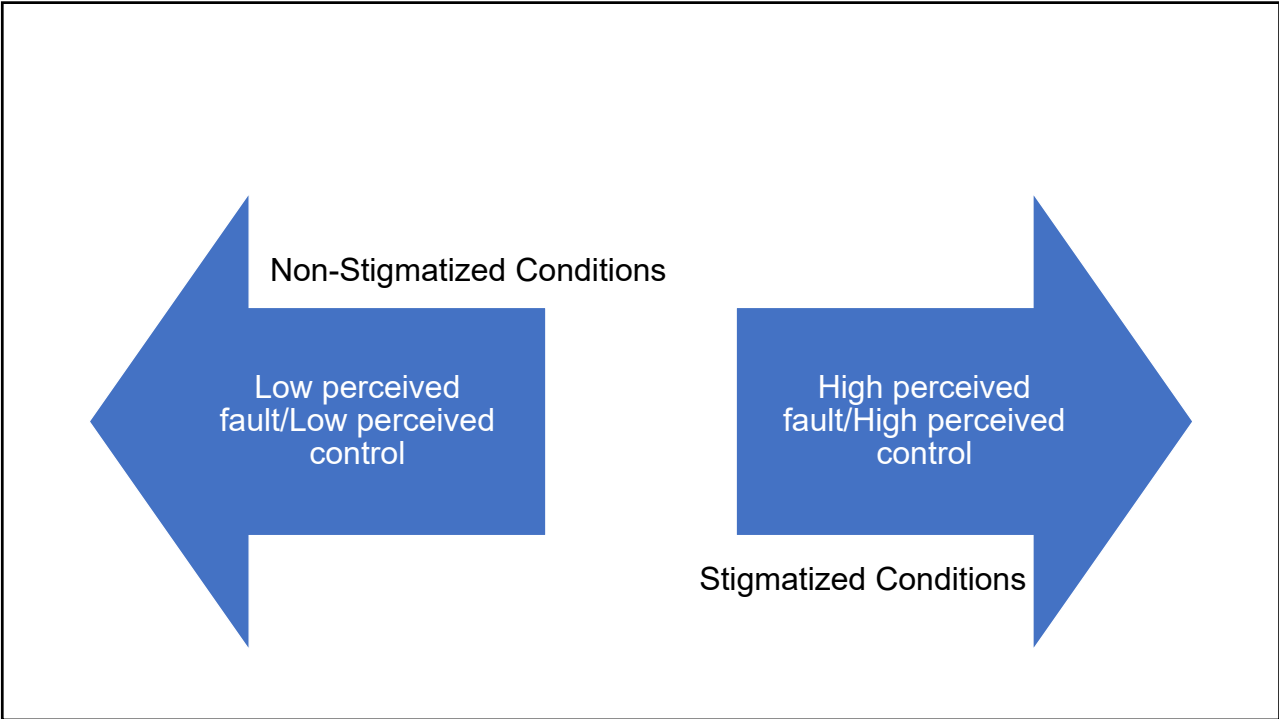 Non-Stigmatized Conditions
Low perceived
fault/Low perceived
control
High perceived
fault/High perceived
control
Stigmatized Conditions